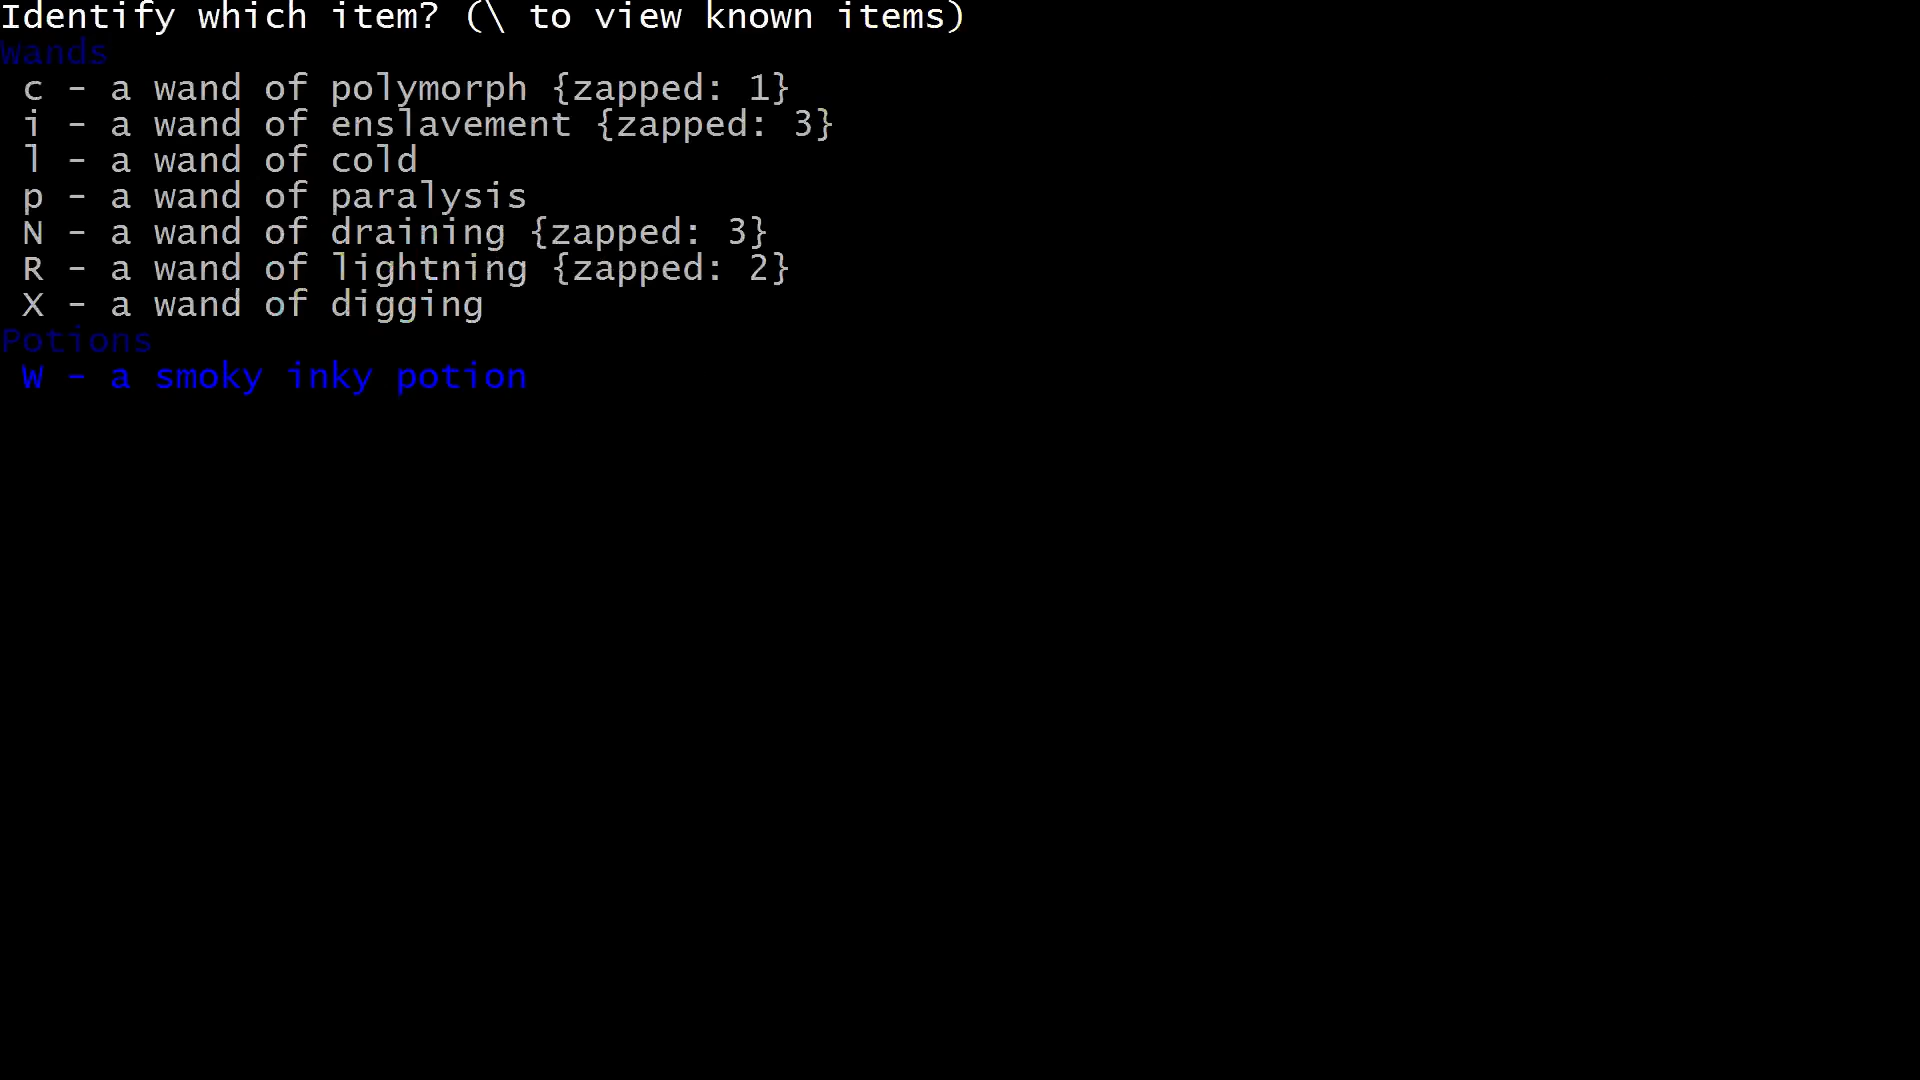 Identify which item? (\ to view known items)
Wands
c - a wand of polymorph {zapped: 1}
i - a wand of enslavement {zapped: 3}
l - a wand of cold
p - a wand of paralysis
N - a wand of draining {zapped: 3}
R - a wand of lightning {zapped: 2}
X - a wand of digging
Potions
W - a smoky inky potion